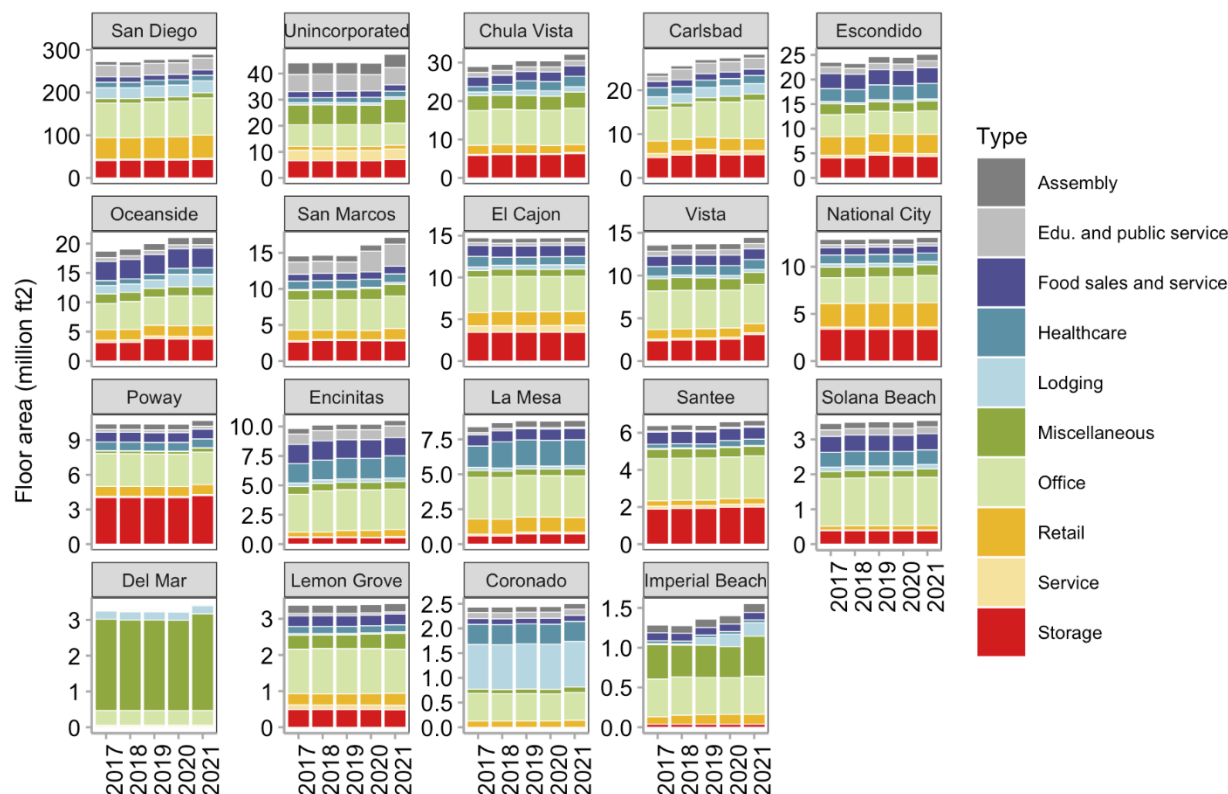 San Diego
Unincorporated
Chula Vista
Carlsbad
Escondido
300
200
100
0
40
30
20
10
0
30
20
10
0
20
10
0
25
20
15
10
5
0
Oceanside
San Marcos
El Cajon
Vista
National City
20
15
10
5
0
15
10
5
0
15
10
5
0
15
10
5
0
10
5
0
Poway
Encinitas
La Mesa
Santee
Solana Beach
9
6
3
0
10.0
7.5
5.0
2.5
0.0
7.5
5.0
2.5
0.0
6
4
2
0
3
2
1
0
Del Mar
Lemon Grove
Coronado
Imperial Beach
3
2
1
0
3
2
1
0
2.5
2.0
1.5
1.0
0.5
0.0
1.5
1.0
0.5
0.0
2017 2018 2019 2020 2021
2017 2018 2019 2020 2021
2017 2018 2019 2020 2021
2017 2018 2019 2020 2021
2017 2018 2019 2020 2021
Floor area (million ft2)
Type
Assembly
Edu. and public service
Food sales and service
Healthcare
Lodging
Miscellaneous
Office
Retail
Service
Storage